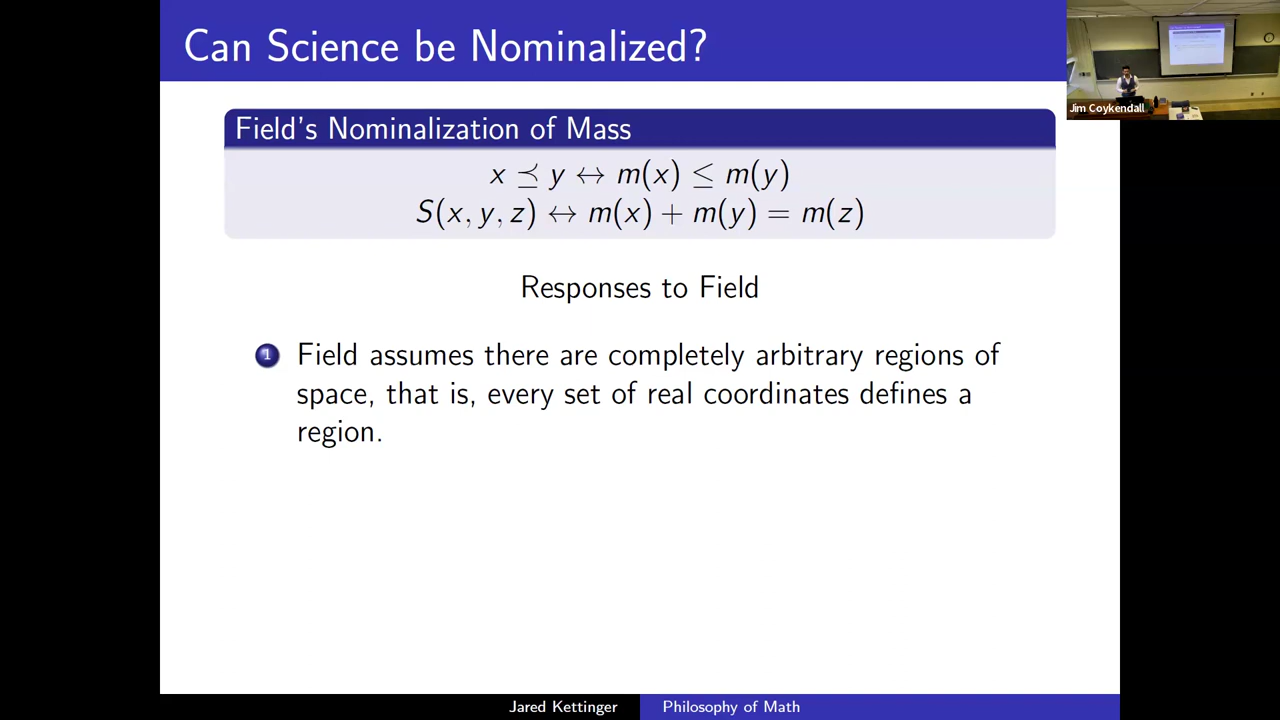 Can Science be Nominalized?
Jim Coykendall
Field's Nominalization of Mass
x ⪯ y ↔ m(x) ≤ m(y)
S(x, y, z) ↔ m(x) + m(y) = m(z)
Responses to Field
1 Field assumes there are completely arbitrary regions of
space, that is, every set of real coordinates defines a
region.
Jared Kettinger Philosophy of Math